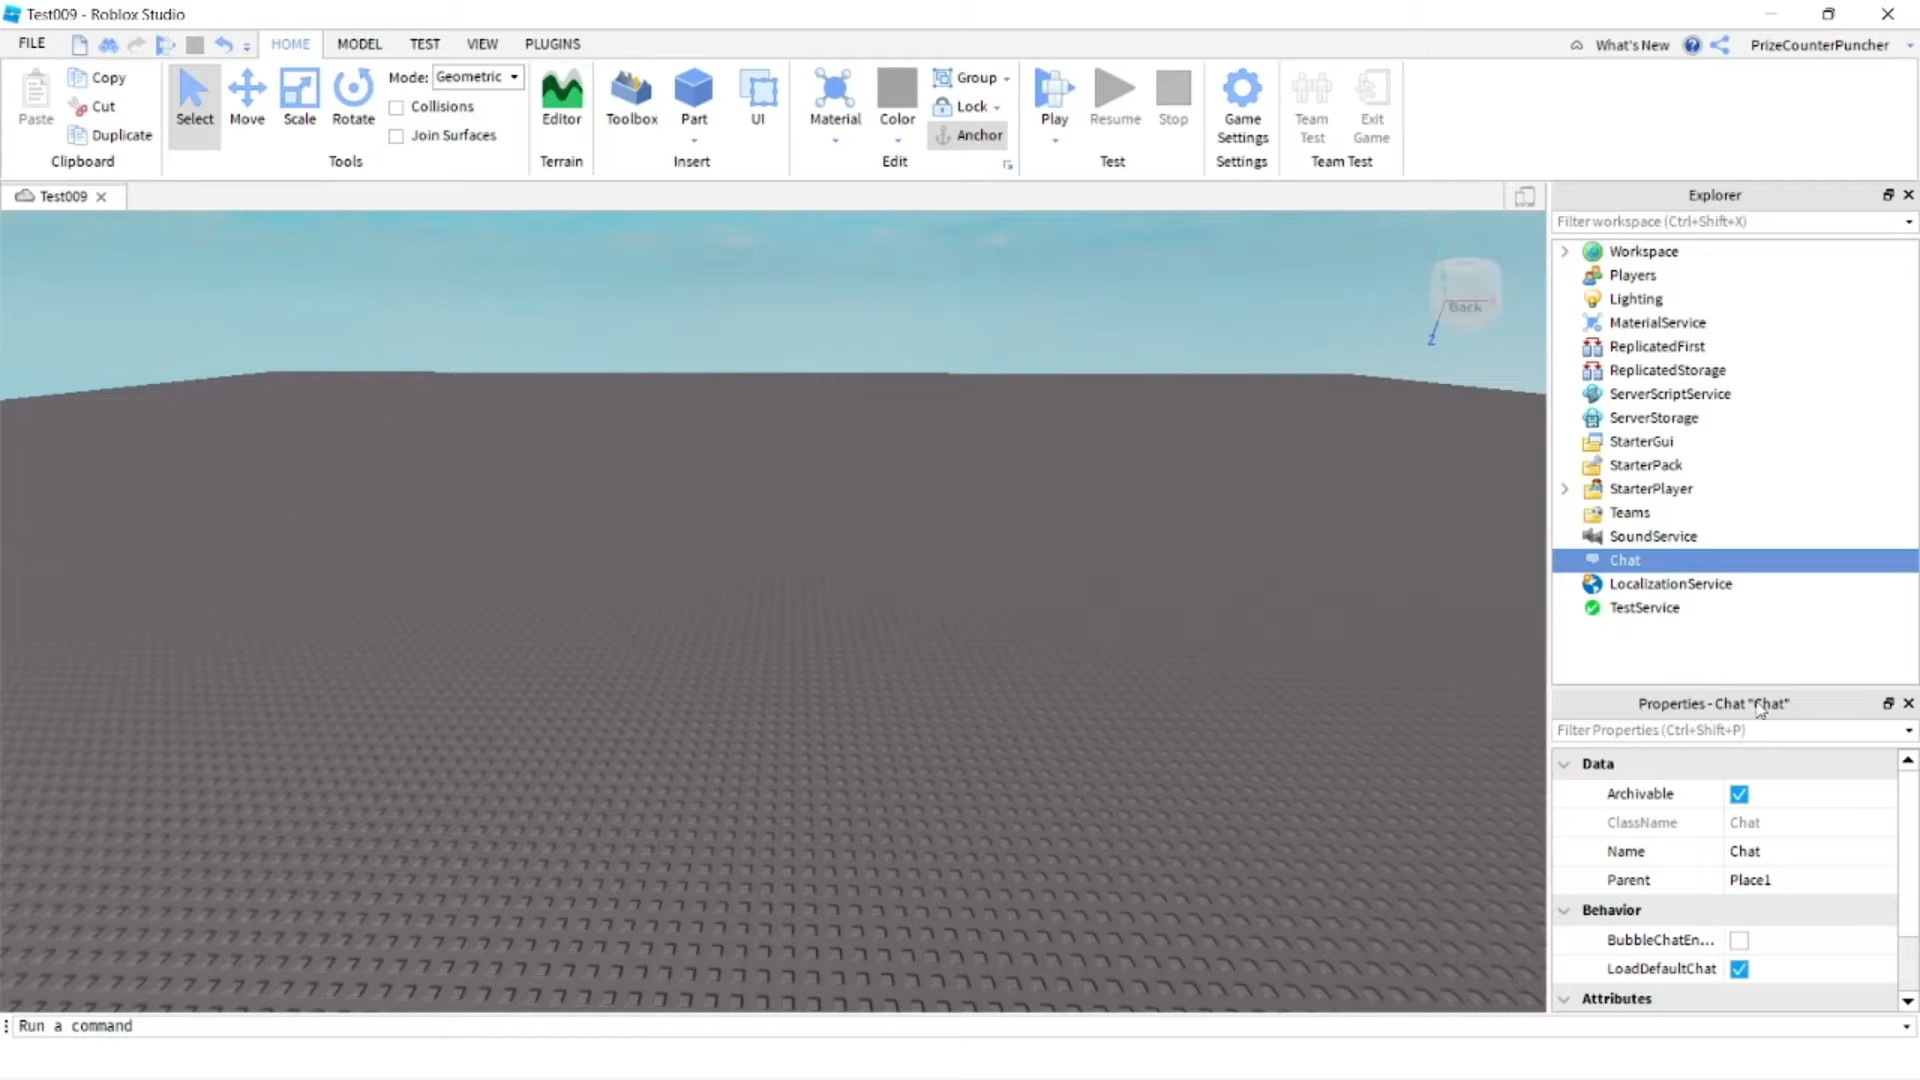 Test009 - Roblox Studio
FILE HOME MODEL TEST VIEW PLUGINS What's New PrizeCounterPuncher
Paste Copy Cut Duplicate
Clipboard
Select Move Scale Rotate
Mode: Geometric
Collisions
Join Surfaces
Tools
Editor
Terrain
Toolbox Part UI
Insert
Material Color Group Lock Anchor
Edit
Play Resume Stop
Test
Game Settings
Settings
Team Test Exit Game
Team Test
Test009
Back
Z
Explorer
Filter workspace (Ctrl+Shift+X)
Workspace
Players
Lighting
MaterialService
ReplicatedFirst
ReplicatedStorage
ServerScriptService
ServerStorage
StarterGui
StarterPack
StarterPlayer
Teams
SoundService
Chat
LocalizationService
TestService
Properties - Chat "Chat"
Filter Properties (Ctrl+Shift+P)
Data
Archivable
ClassName Chat
Name Chat
Parent Place1
Behavior
BubbleChatEn...
LoadDefaultChat
Attributes
Run a command